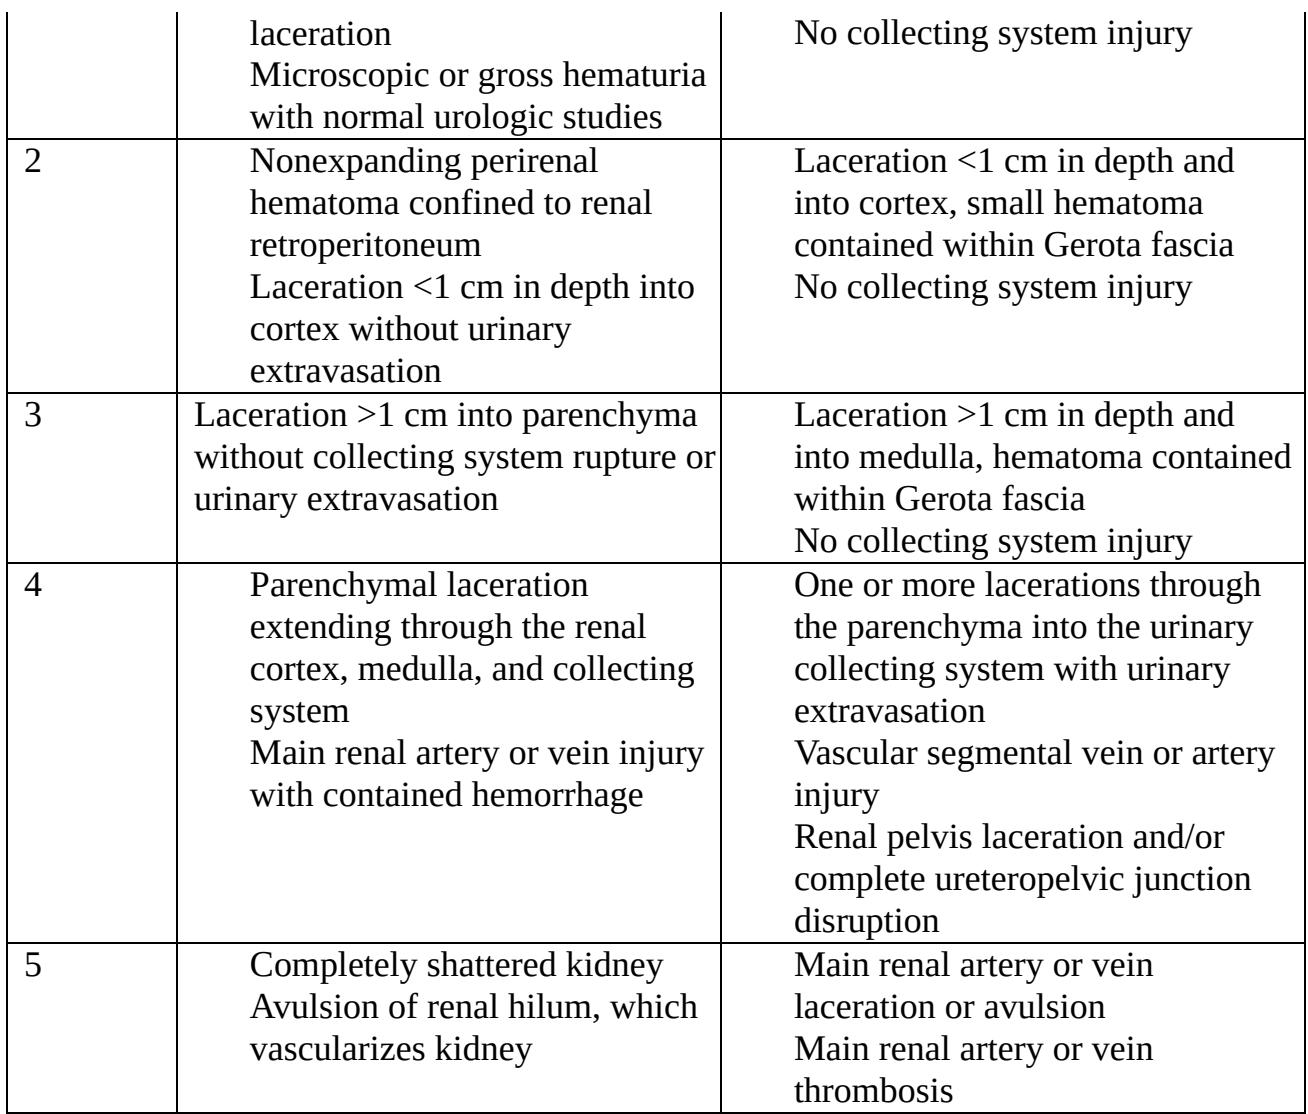 laceration
Microscopic or gross hematuria
with normal urologic studies
No collecting system injury
2
Nonexpanding perirenal
hematoma confined to renal
retroperitoneum
Laceration <1 cm in depth into
cortex without urinary
extravasation
Laceration <1 cm in depth and
into cortex, small hematoma
contained within Gerota fascia
No collecting system injury
3
Laceration >1 cm into parenchyma
without collecting system rupture or
urinary extravasation
Laceration >1 cm in depth and
into medulla, hematoma contained
within Gerota fascia
No collecting system injury
4
Parenchymal laceration
extending through the renal
cortex, medulla, and collecting
system
Main renal artery or vein injury
with contained hemorrhage
One or more lacerations through
the parenchyma into the urinary
collecting system with urinary
extravasation
Vascular segmental vein or artery
injury
Renal pelvis laceration and/or
complete ureteropelvic junction
disruption
5
Completely shattered kidney
Avulsion of renal hilum, which
vascularizes kidney
Main renal artery or vein
laceration or avulsion
Main renal artery or vein
thrombosis